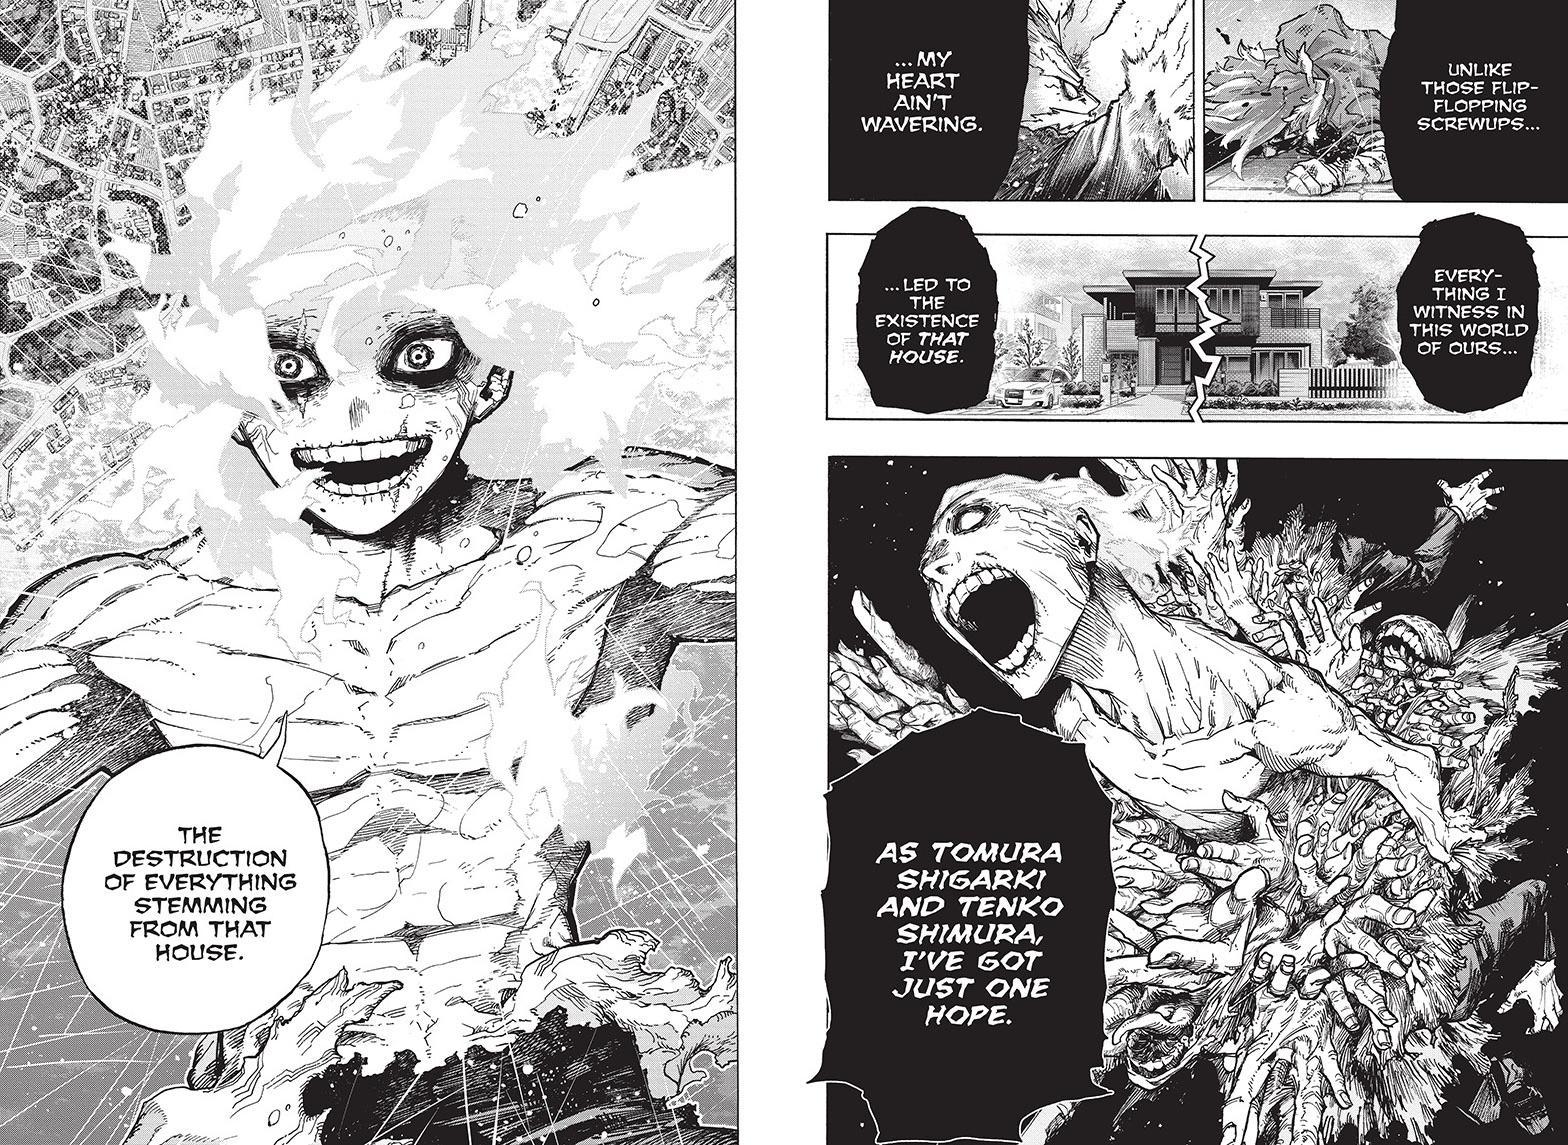 UNLIKE
THOSE FLIP-
FLOPPING
SCREWUPS...
...MY
HEART
AIN'T
WAVERING.
EVERY-
THING I
WITNESS IN
THIS WORLD
OF OURS...
...LED TO
THE
EXISTENCE
OF THAT
HOUSE.
AS TOMURA
SHIGARKI
AND TENKO
SHIMURA,
I'VE GOT
JUST ONE
HOPE.
THE
DESTRUCTION
OF EVERYTHING
STEMMING
FROM THAT
HOUSE.